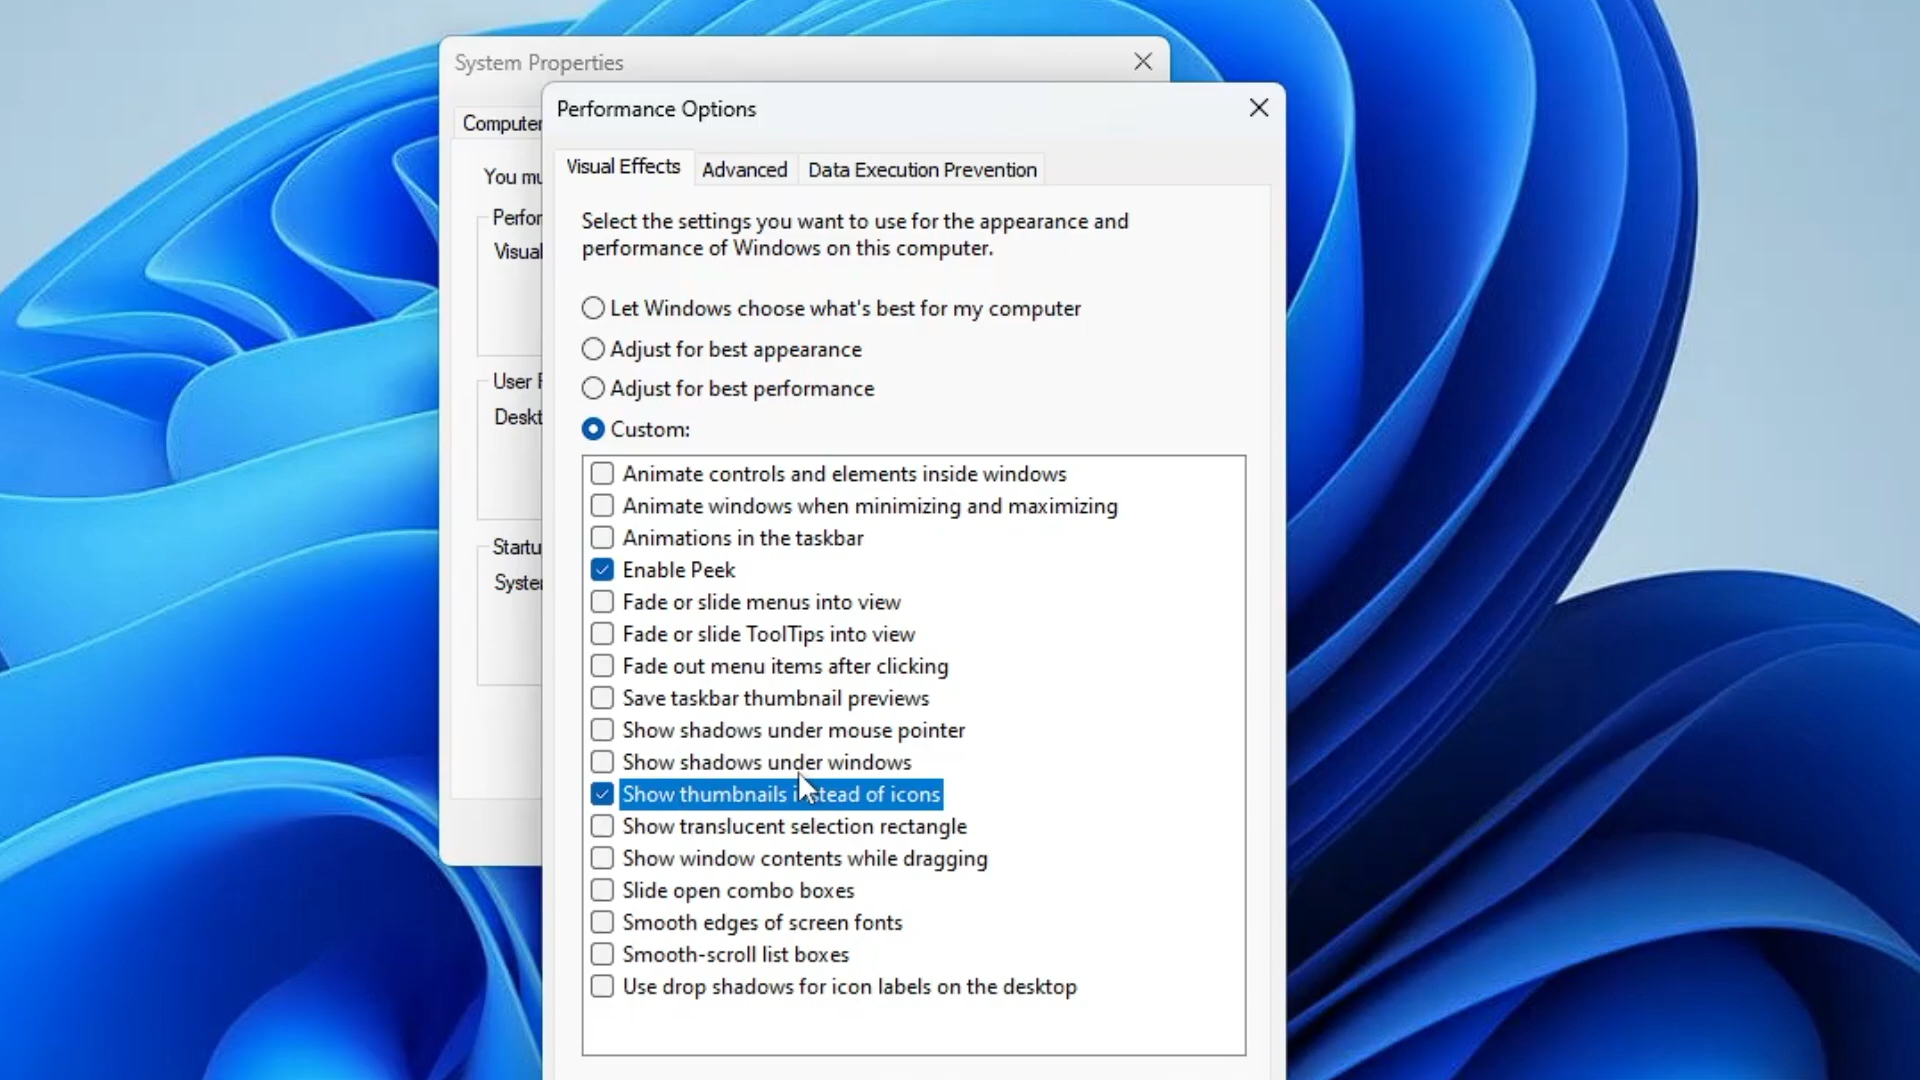 System Properties
Performance Options
Computer
Visual Effects
Advanced
Data Execution Prevention
You mu
Select the settings you want to use for the appearance and
performance of Windows on this computer.
Perfor
Visual
Let Windows choose what's best for my computer
Adjust for best appearance
Adjust for best performance
User P
Deskt
Custom:
Animate controls and elements inside windows
Animate windows when minimizing and maximizing
Animations in the taskbar
Startu
Enable Peek
System
Fade or slide menus into view
Fade or slide ToolTips into view
Fade out menu items after clicking
Save taskbar thumbnail previews
Show shadows under mouse pointer
Show shadows under windows
Show thumbnails instead of icons
Show translucent selection rectangle
Show window contents while dragging
Slide open combo boxes
Smooth edges of screen fonts
Smooth-scroll list boxes
Use drop shadows for icon labels on the desktop